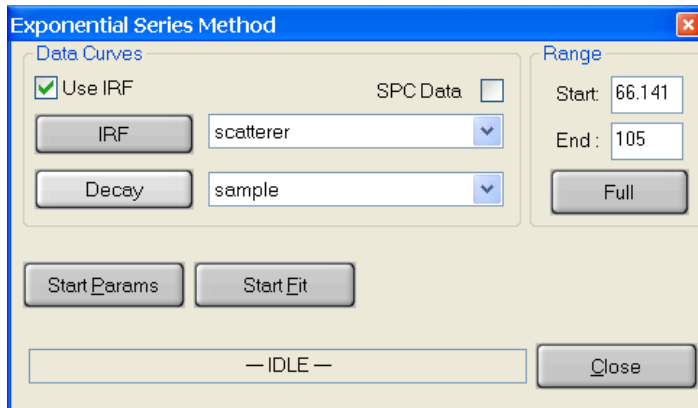 Exponential Series Method
Data Curves
Use IRF
SPC Data
IRF
scatterer
Decay
sample
Range
Start: 66.141
End : 105
Full
Start Params
Start Fit
— IDLE —
Close